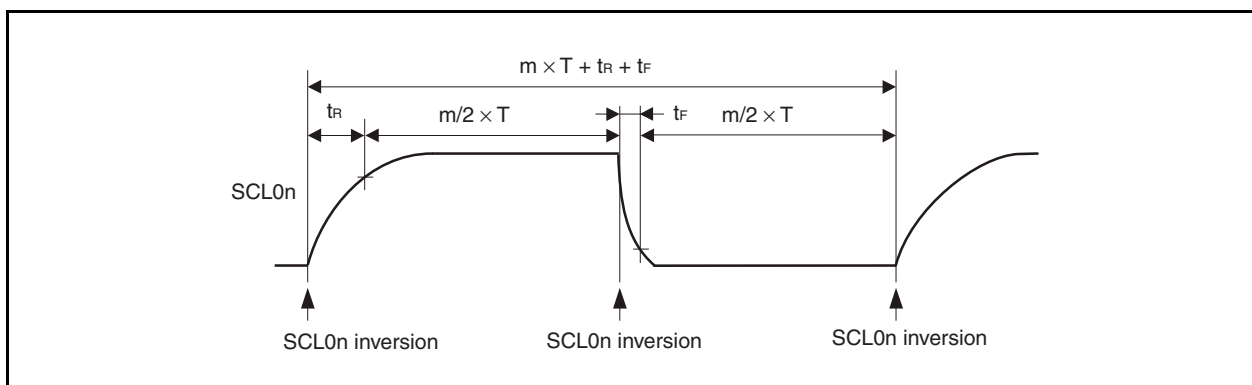 m × T + tR + tF
tR
m/2 × T
tF
m/2 × T
SCL0n
SCL0n inversion
SCL0n inversion
SCL0n inversion